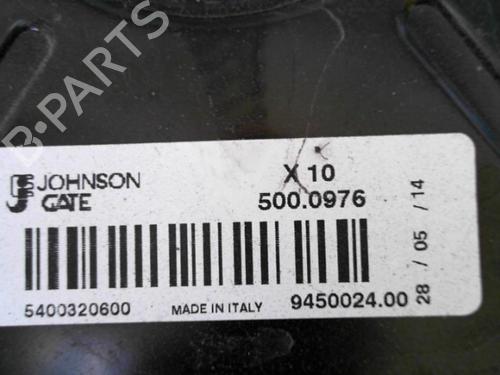 B-PARTS
JOHNSON
GATE
X 10
500.0976
5400320600
MADE IN ITALY
9450024.00
28 / 05 / 14